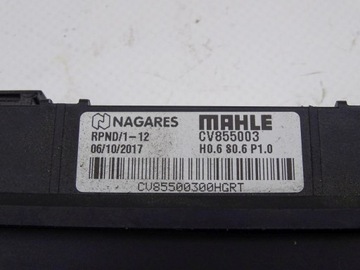 NAGARES MAHLE
RPND/1-12 CV855003
06/10/2017 H0.6 S0.6 P1.0
CV85500300HGRT